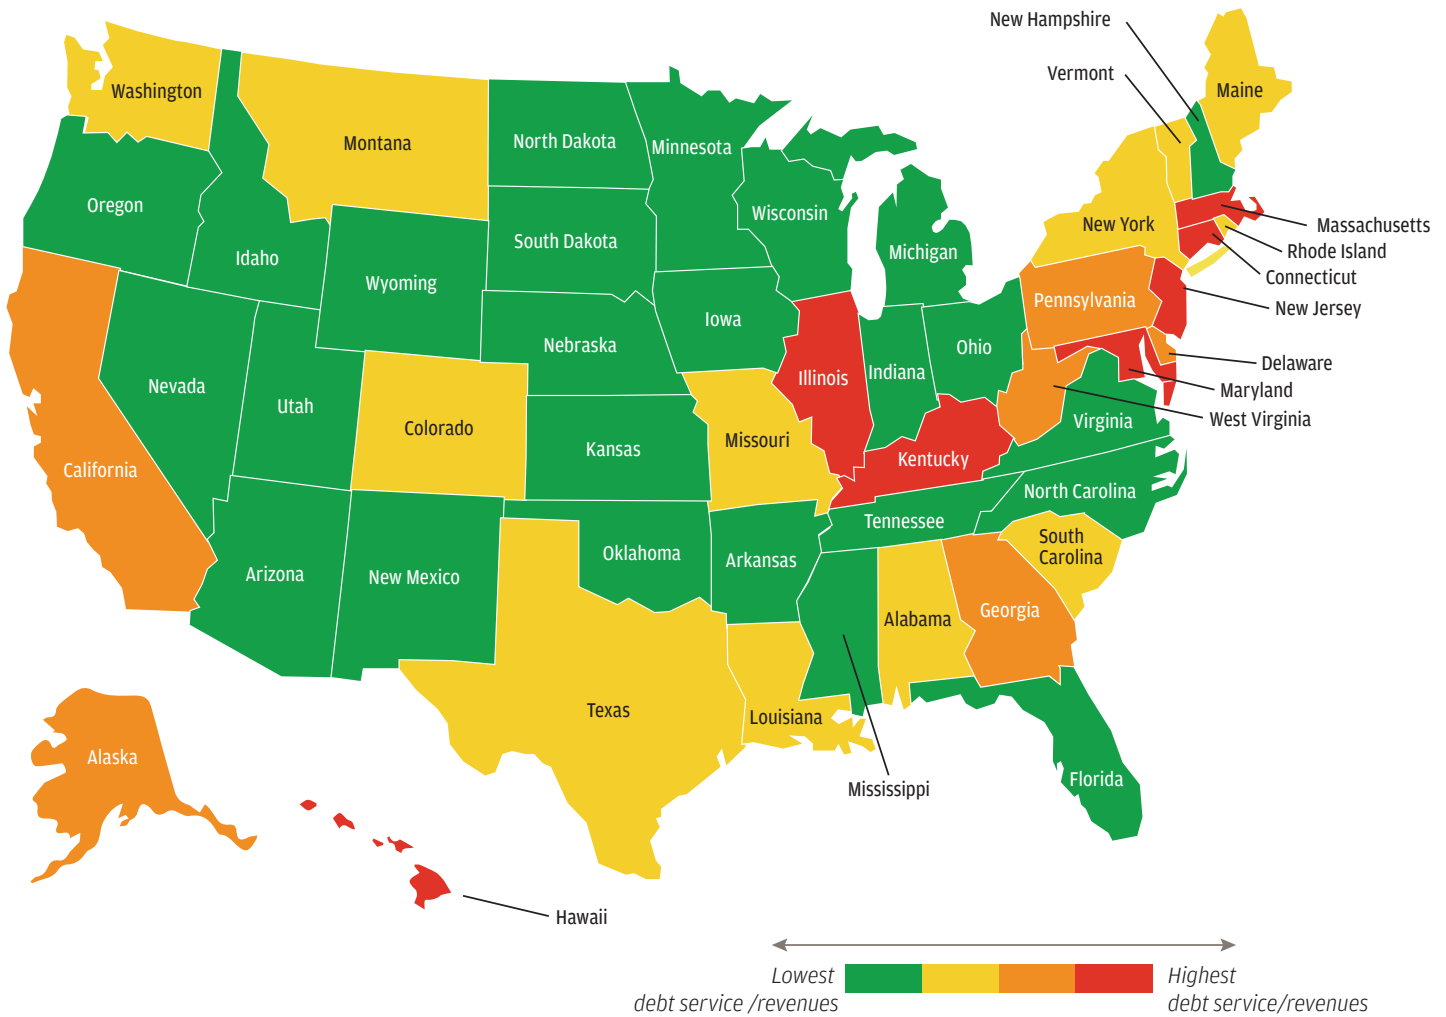 New Hampshire
Vermont
Maine
Washington
Montana
North Dakota
Minnesota
Oregon
Idaho
Wyoming
South Dakota
Wisconsin
Michigan
New York
Massachusetts
Rhode Island
Connecticut
New Jersey
Pennsylvania
Iowa
Nebraska
Ohio
Indiana
Illinois
Delaware
Maryland
West Virginia
Virginia
Nevada
Utah
Colorado
Kansas
Missouri
Kentucky
California
North Carolina
Tennessee
South
Carolina
Arizona
New Mexico
Oklahoma
Arkansas
Alabama
Georgia
Texas
Louisiana
Mississippi
Florida
Alaska
Hawaii
Lowest
debt service /revenues
Highest
debt service/revenues